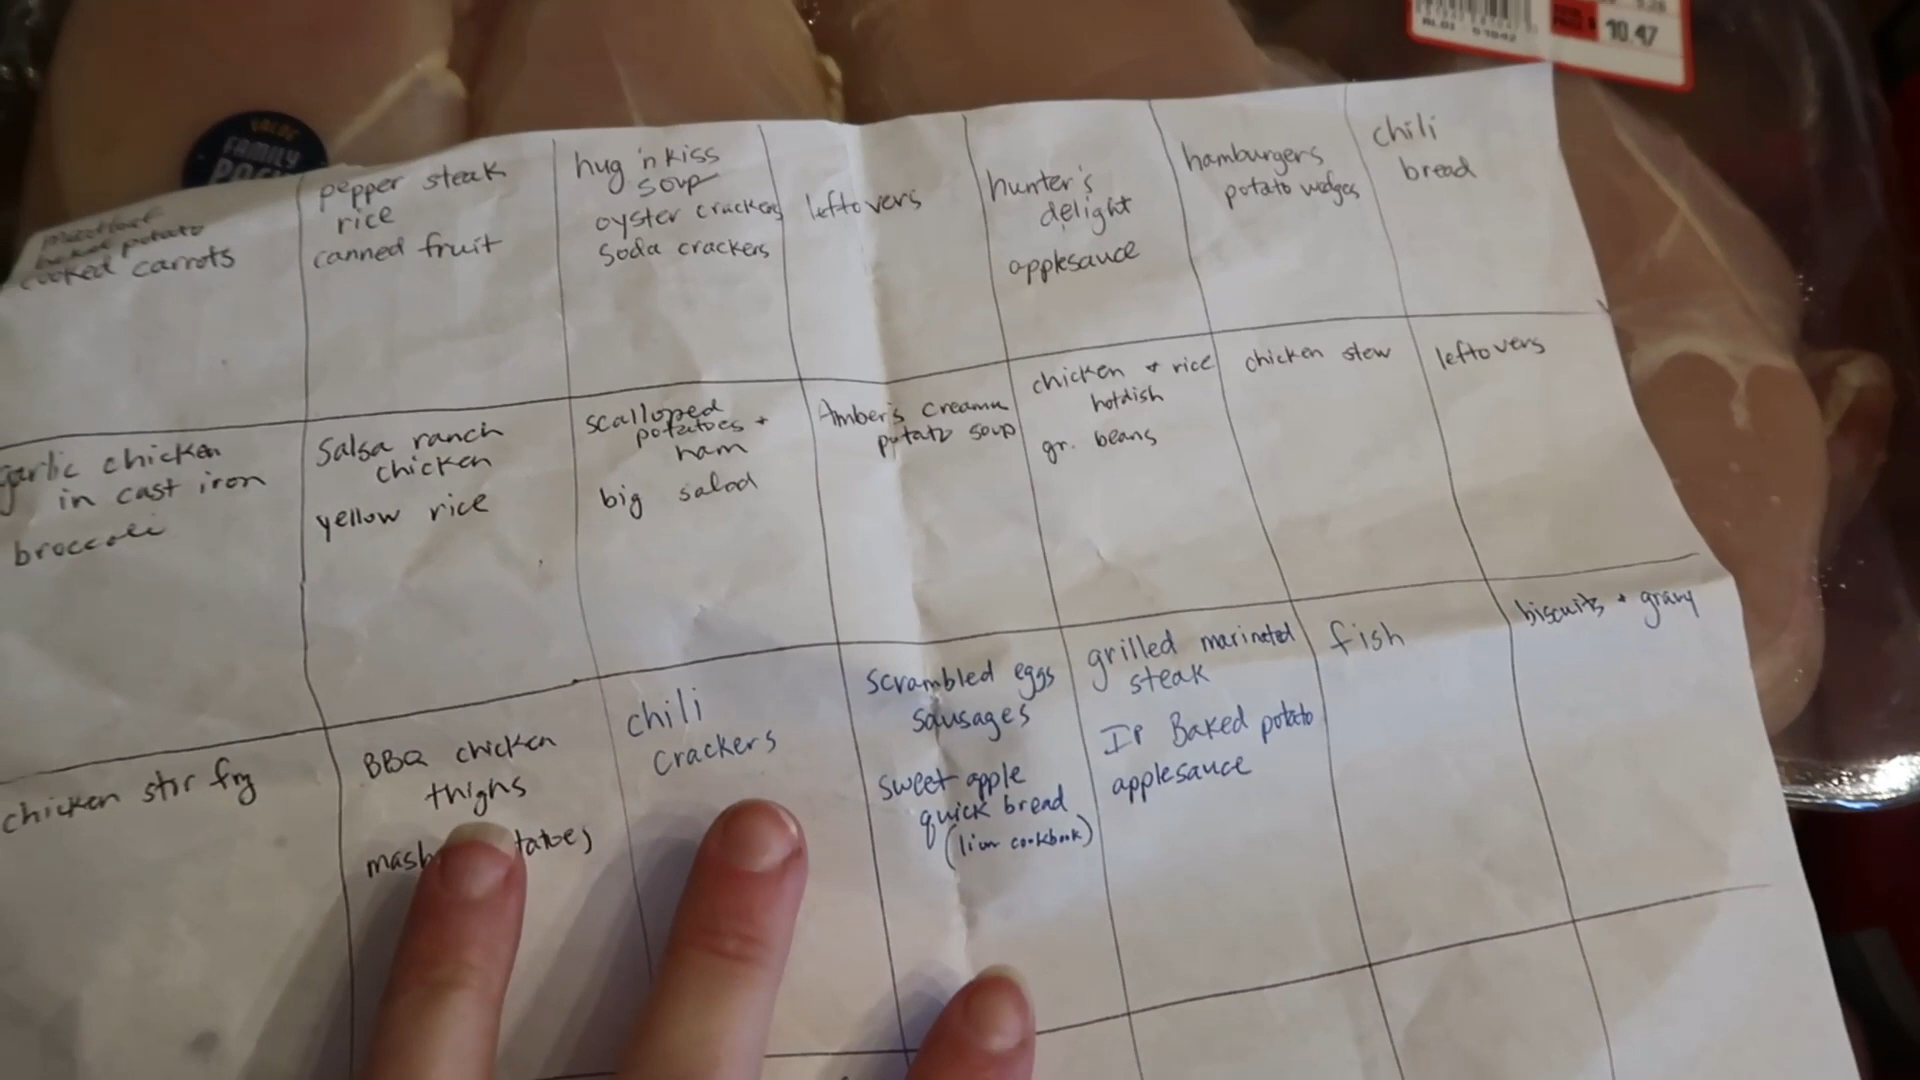 10.47
VALUE
FAMILY
PACK
meatloaf
baked potato
cooked carrots
pepper steak
rice
canned fruit
hug 'n kiss
soup
oyster crackers
soda crackers
leftovers
hunter's
delight
applesauce
hamburgers
potato wedges
chili
bread
garlic chicken
in cast iron
broccoli
Salsa ranch
chicken
yellow rice
scalloped
potatoes +
ham
big salad
Amber's creamy
potato soup
chicken + rice
hotdish
gr. beans
chicken stew
leftovers
chicken stir fry
BBQ chicken
thighs
chili
crackers
scrambled eggs
sausages
sweet apple
quick bread
(lion cookbook)
grilled marinated
steak
IP Baked potato
applesauce
fish
biscuits + gravy